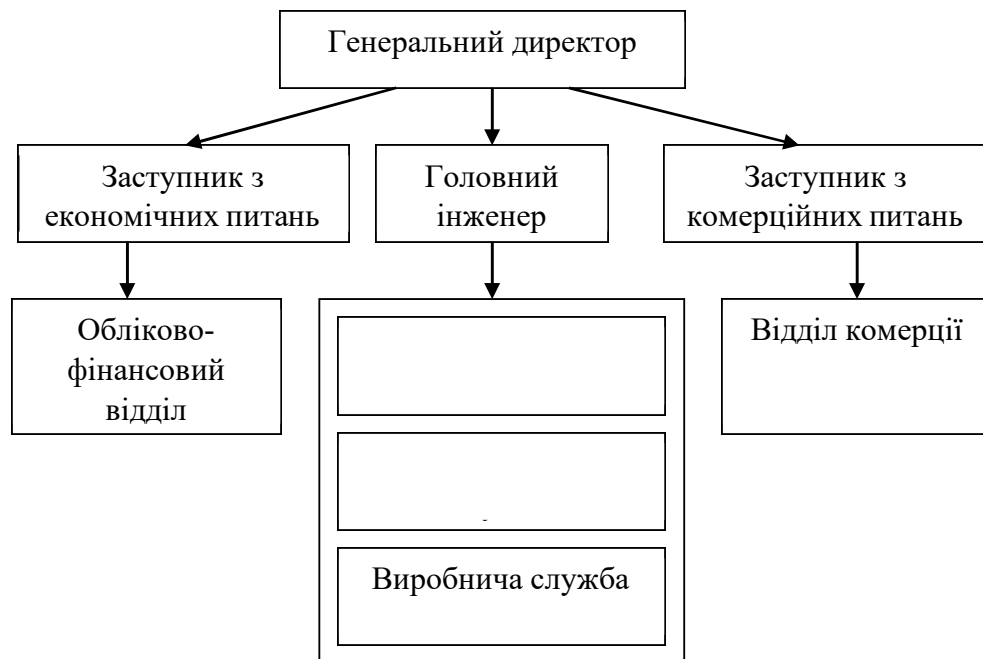 Генеральний директор
Заступник з
економічних питань
Головний
інженер
Заступник з
комерційних питань
Обліково-
фінансовий
відділ
Відділ комерції
Виробнича служба